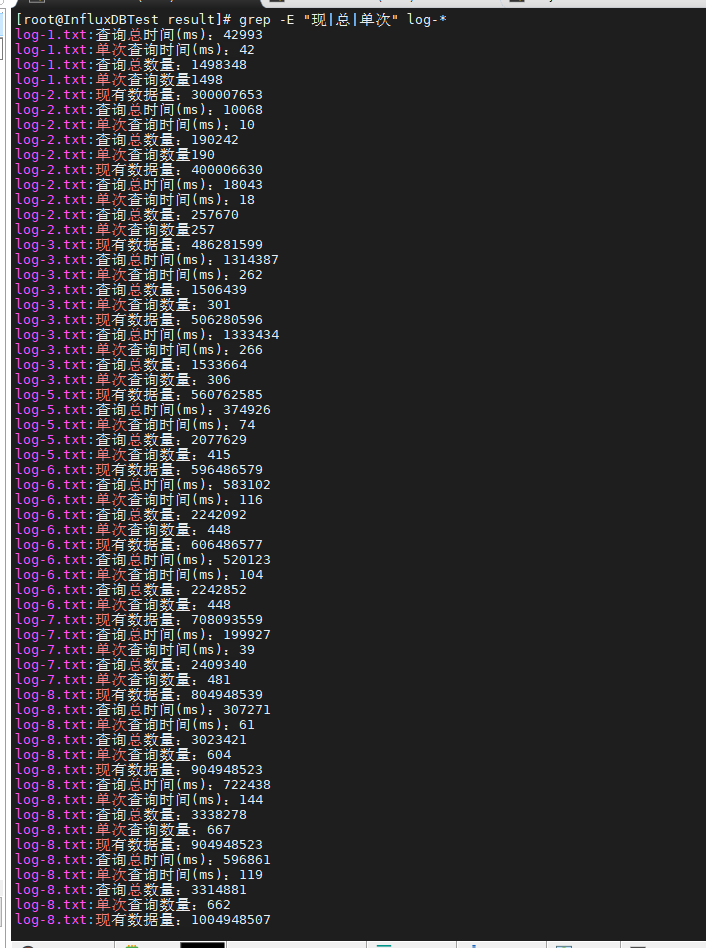 [root@InfluxDBTest result]# grep -E "现|总|单次" log-*
log-1.txt:查询总时间(ms): 42993
log-1.txt:单次查询时间(ms): 42
log-1.txt:查询总数量: 1498348
log-1.txt:单次查询数量1498
log-2.txt:现有数据量: 300007653
log-2.txt:查询总时间(ms): 10068
log-2.txt:单次查询时间(ms): 10
log-2.txt:查询总数量: 190242
log-2.txt:单次查询数量190
log-2.txt:现有数据量: 400006630
log-2.txt:查询总时间(ms): 18043
log-2.txt:单次查询时间(ms): 18
log-2.txt:查询总数量: 257670
log-2.txt:单次查询数量257
log-3.txt:现有数据量: 486281599
log-3.txt:查询总时间(ms): 1314387
log-3.txt:单次查询时间(ms): 262
log-3.txt:查询总数量: 1506439
log-3.txt:单次查询数量: 301
log-3.txt:现有数据量: 506280596
log-3.txt:查询总时间(ms): 1333434
log-3.txt:单次查询时间(ms): 266
log-3.txt:查询总数量: 1533664
log-3.txt:单次查询数量: 306
log-5.txt:现有数据量: 560762585
log-5.txt:查询总时间(ms): 374926
log-5.txt:单次查询时间(ms): 74
log-5.txt:查询总数量: 2077629
log-5.txt:单次查询数量: 415
log-6.txt:现有数据量: 596486579
log-6.txt:查询总时间(ms): 583102
log-6.txt:单次查询时间(ms): 116
log-6.txt:查询总数量: 2242092
log-6.txt:单次查询数量: 448
log-6.txt:现有数据量: 606486577
log-6.txt:查询总时间(ms): 520123
log-6.txt:单次查询时间(ms): 104
log-6.txt:查询总数量: 2242852
log-6.txt:单次查询数量: 448
log-7.txt:现有数据量: 708093559
log-7.txt:查询总时间(ms): 199927
log-7.txt:单次查询时间(ms): 39
log-7.txt:查询总数量: 2409340
log-7.txt:单次查询数量: 481
log-8.txt:现有数据量: 804948539
log-8.txt:查询总时间(ms): 307271
log-8.txt:单次查询时间(ms): 61
log-8.txt:查询总数量: 3023421
log-8.txt:单次查询数量: 604
log-8.txt:现有数据量: 904948523
log-8.txt:查询总时间(ms): 722438
log-8.txt:单次查询时间(ms): 144
log-8.txt:查询总数量: 3338278
log-8.txt:单次查询数量: 667
log-8.txt:现有数据量: 904948523
log-8.txt:查询总时间(ms): 596861
log-8.txt:单次查询时间(ms): 119
log-8.txt:查询总数量: 3314881
log-8.txt:单次查询数量: 662
log-8.txt:现有数据量: 1004948507